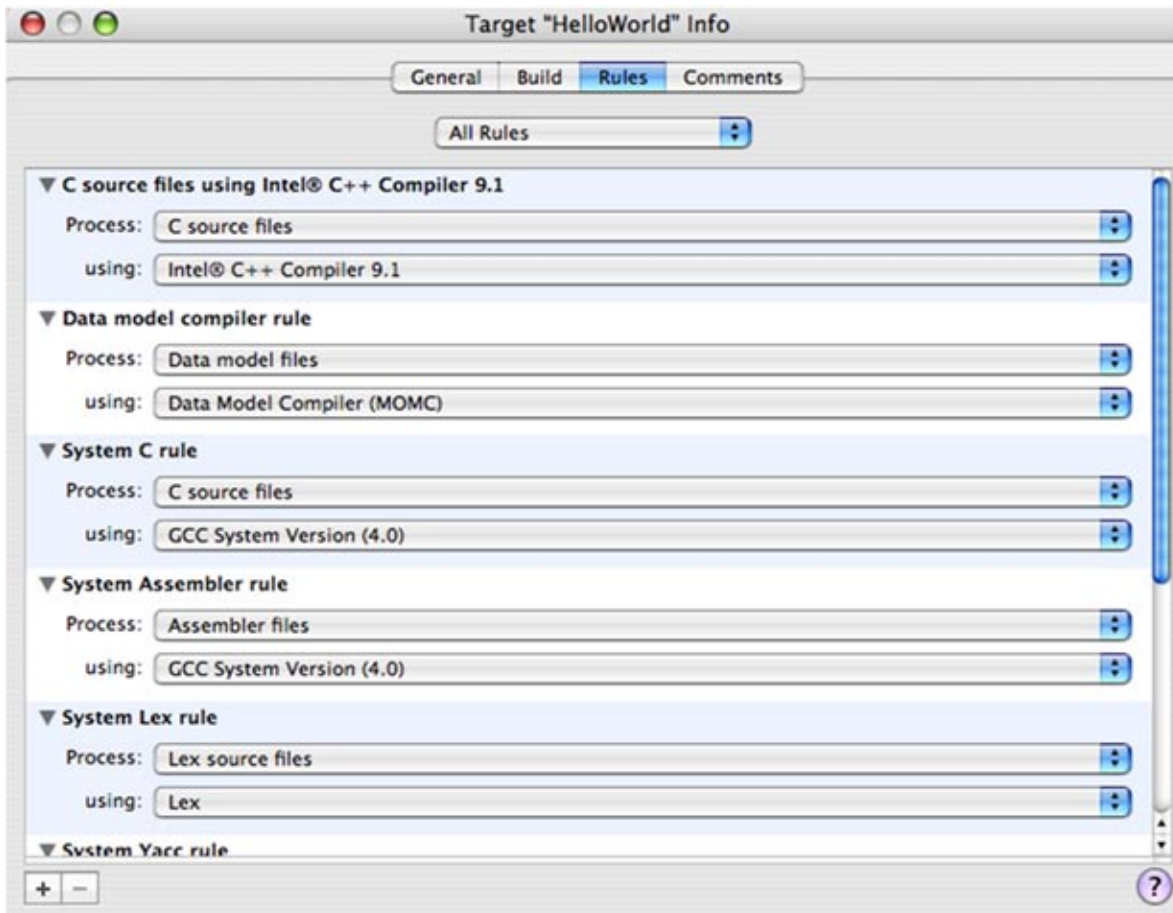 Target “HelloWorld” Info
General Build Rules Comments
All Rules
C source files using Intel® C++ Compiler 9.1
Process: C source files
using: Intel® C++ Compiler 9.1
Data model compiler rule
Process: Data model files
using: Data Model Compiler (MOMC)
System C rule
Process: C source files
using: GCC System Version (4.0)
System Assembler rule
Process: Assembler files
using: GCC System Version (4.0)
System Lex rule
Process: Lex source files
using: Lex
System Yacc rule
+ − ?